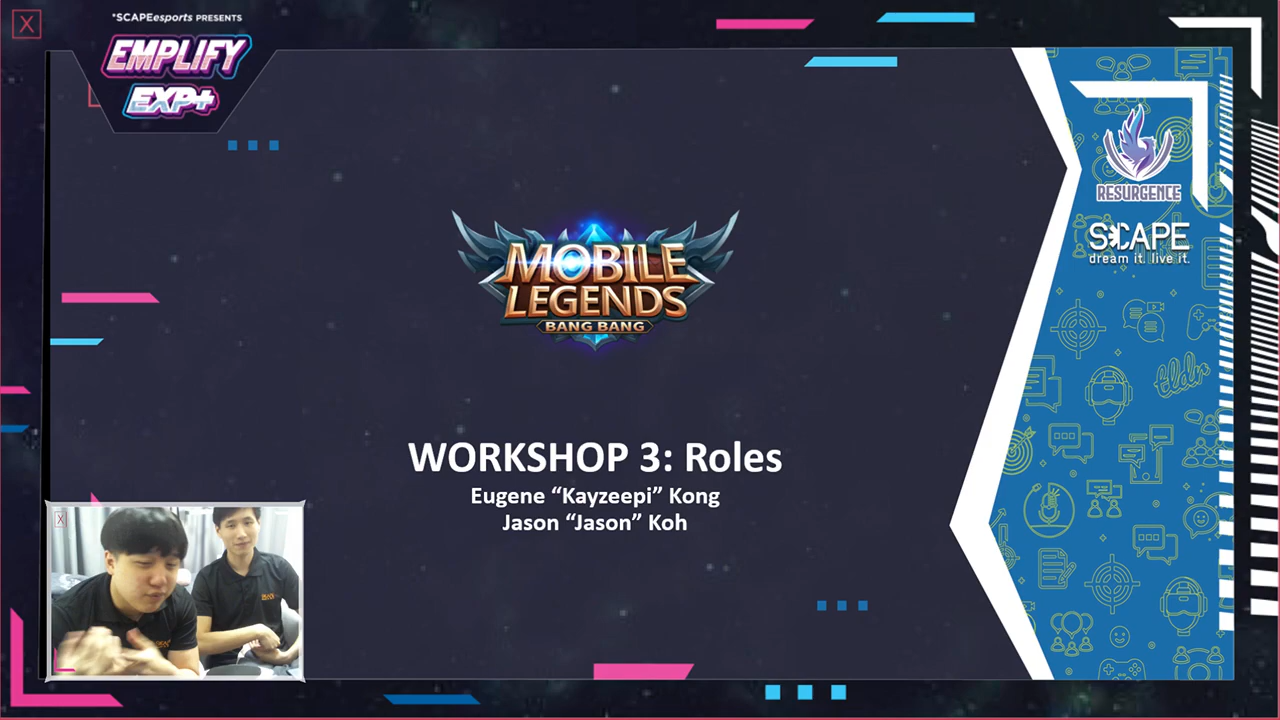 *SCAPEesports PRESENTS
EMPLIFY
EXP+
RESURGENCE
SCAPE
dream it. live it.
MOBILE
LEGENDS
BANG BANG
WORKSHOP 3: Roles
Eugene “Kayzeepi” Kong
Jason “Jason” Koh